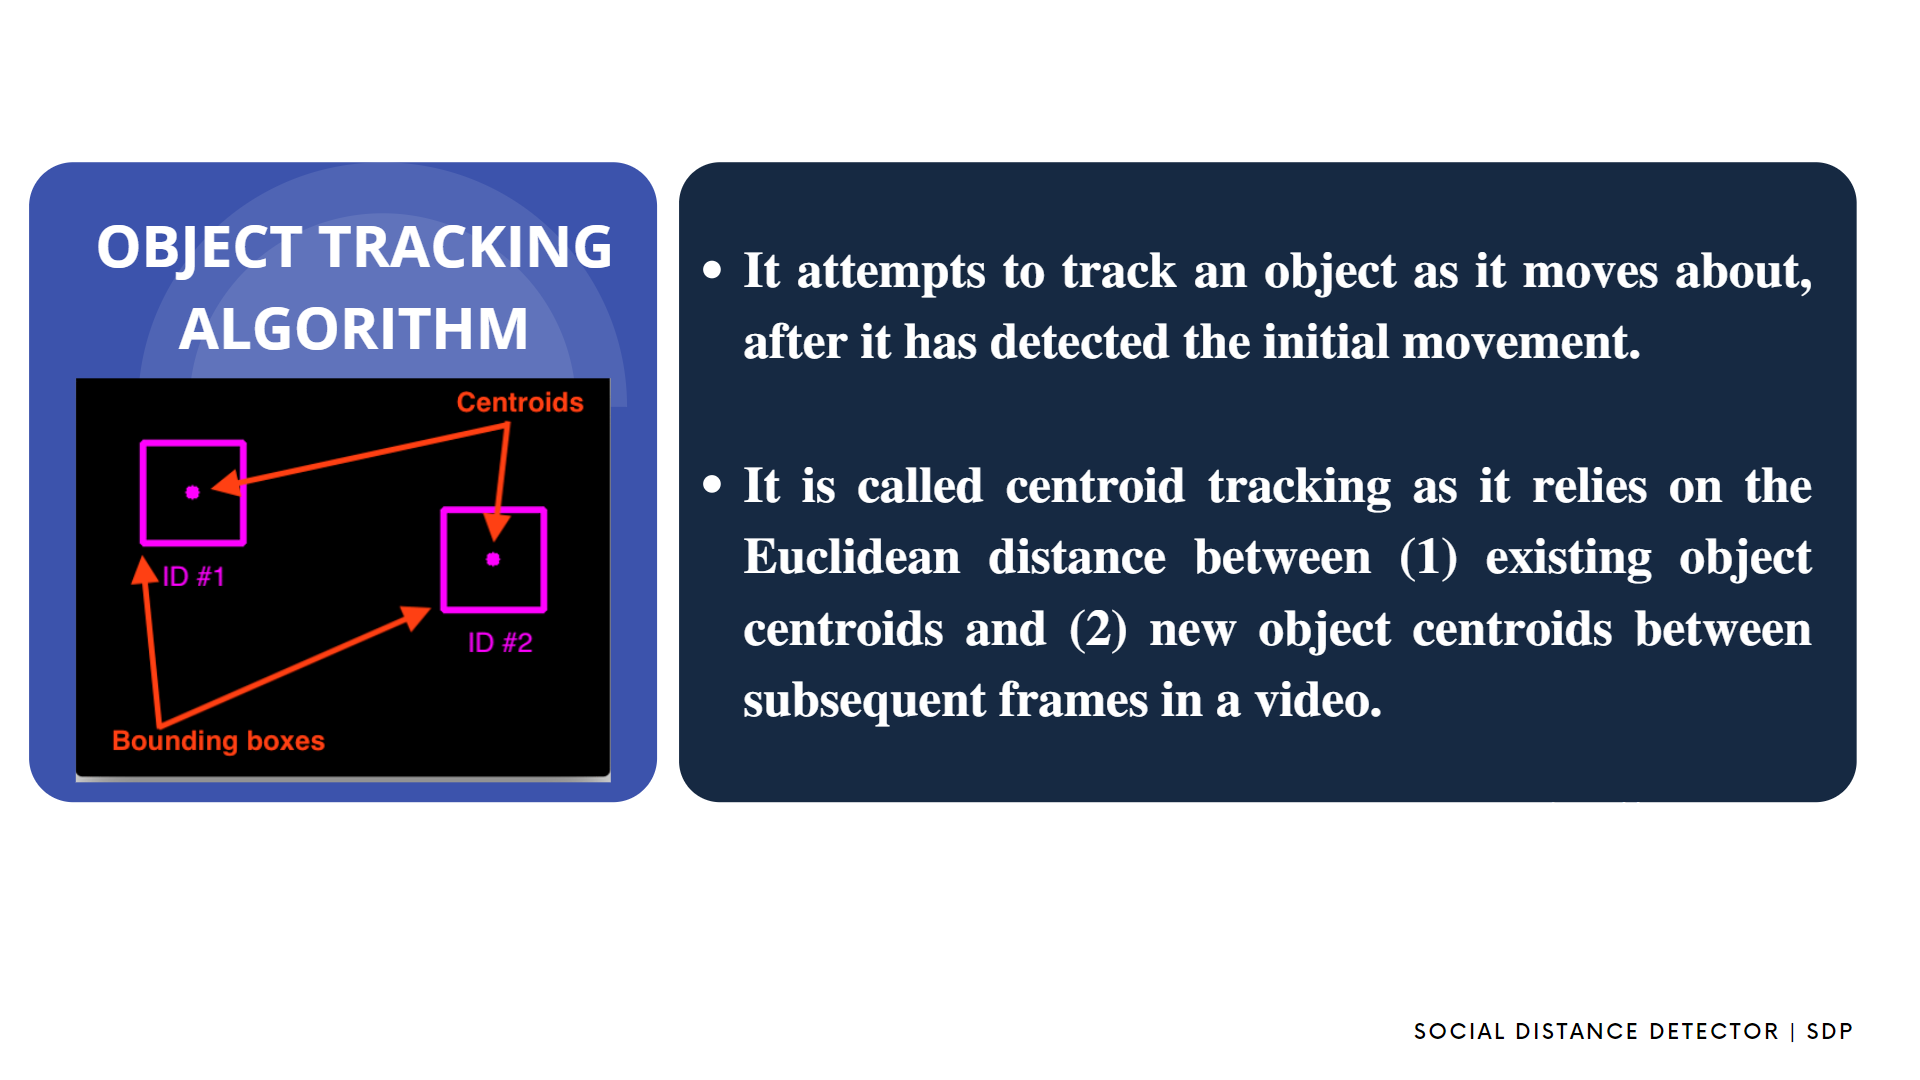 OBJECT TRACKING
ALGORITHM
Centroids
ID #1
ID #2
Bounding boxes
• It attempts to track an object as it moves about,
after it has detected the initial movement.
• It is called centroid tracking as it relies on the
Euclidean distance between (1) existing object
centroids and (2) new object centroids between
subsequent frames in a video.
SOCIAL DISTANCE DETECTOR | SDP